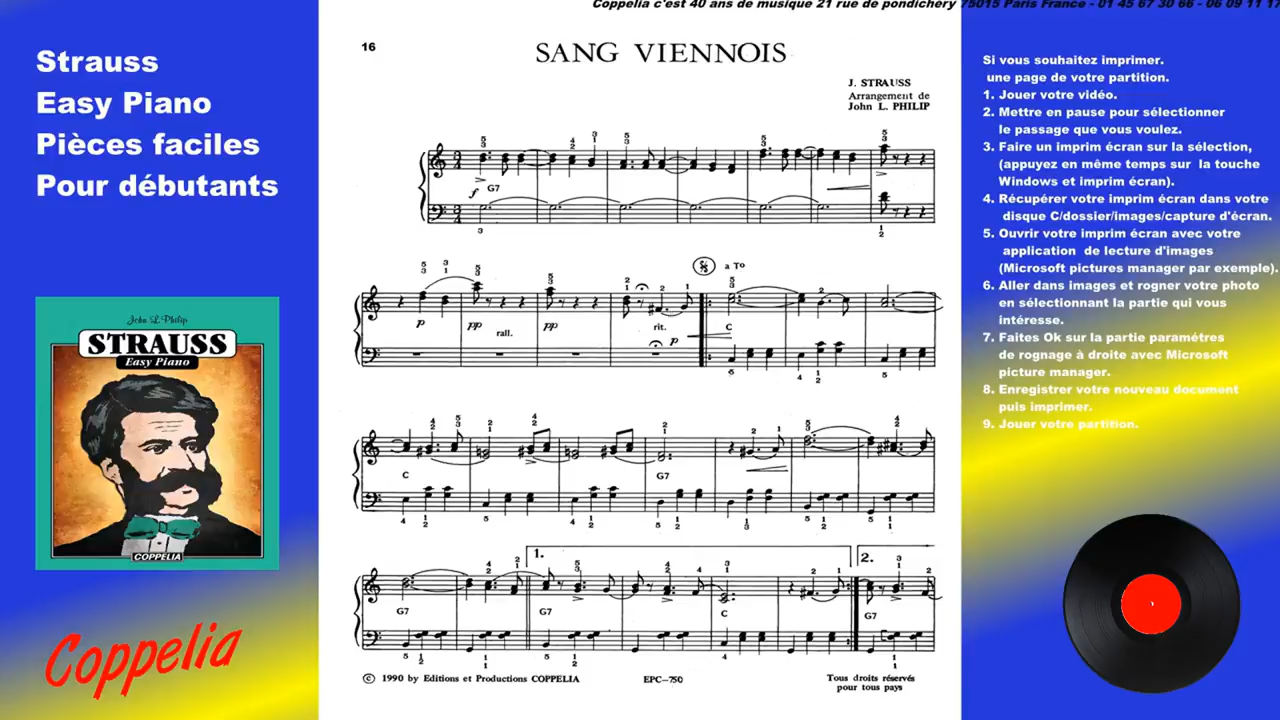 Coppelia c'est 40 ans de musique 21 rue de pondichéry 75015 Paris France - 01 45 67 30 66 - 06 09 11 17
Strauss
Easy Piano
Pièces faciles
Pour débutants
John L. Philip
STRAUSS
Easy Piano
COPPELIA
Coppelia
16
SANG VIENNOIS
J. STRAUSS
Arrangement de
John L. PHILIP
f
G7
a To
p
pp
rall.
pp
rit.
p
C
C
G7
1.
2.
G7
G7
C
G7
© 1990 by Editions et Productions COPPELIA
EPC—750
Tous droits réservés
pour tous pays
Si vous souhaitez imprimer.
une page de votre partition.
1. Jouer votre vidéo.
2. Mettre en pause pour sélectionner
le passage que vous voulez.
3. Faire un imprim écran sur la sélection,
(appuyez en même temps sur la touche
Windows et imprim écran).
4. Récupérer votre imprim écran dans votre
disque C/dossier/images/capture d'écran.
5. Ouvrir votre imprim écran avec votre
application de lecture d'images
(Microsoft pictures manager par exemple).
6. Aller dans images et rogner votre photo
en sélectionnant la partie qui vous
intéresse.
7. Faites Ok sur la partie paramétres
de rognage à droite avec Microsoft
picture manager.
8. Enregistrer votre nouveau document
puis imprimer.
9. Jouer votre partition.